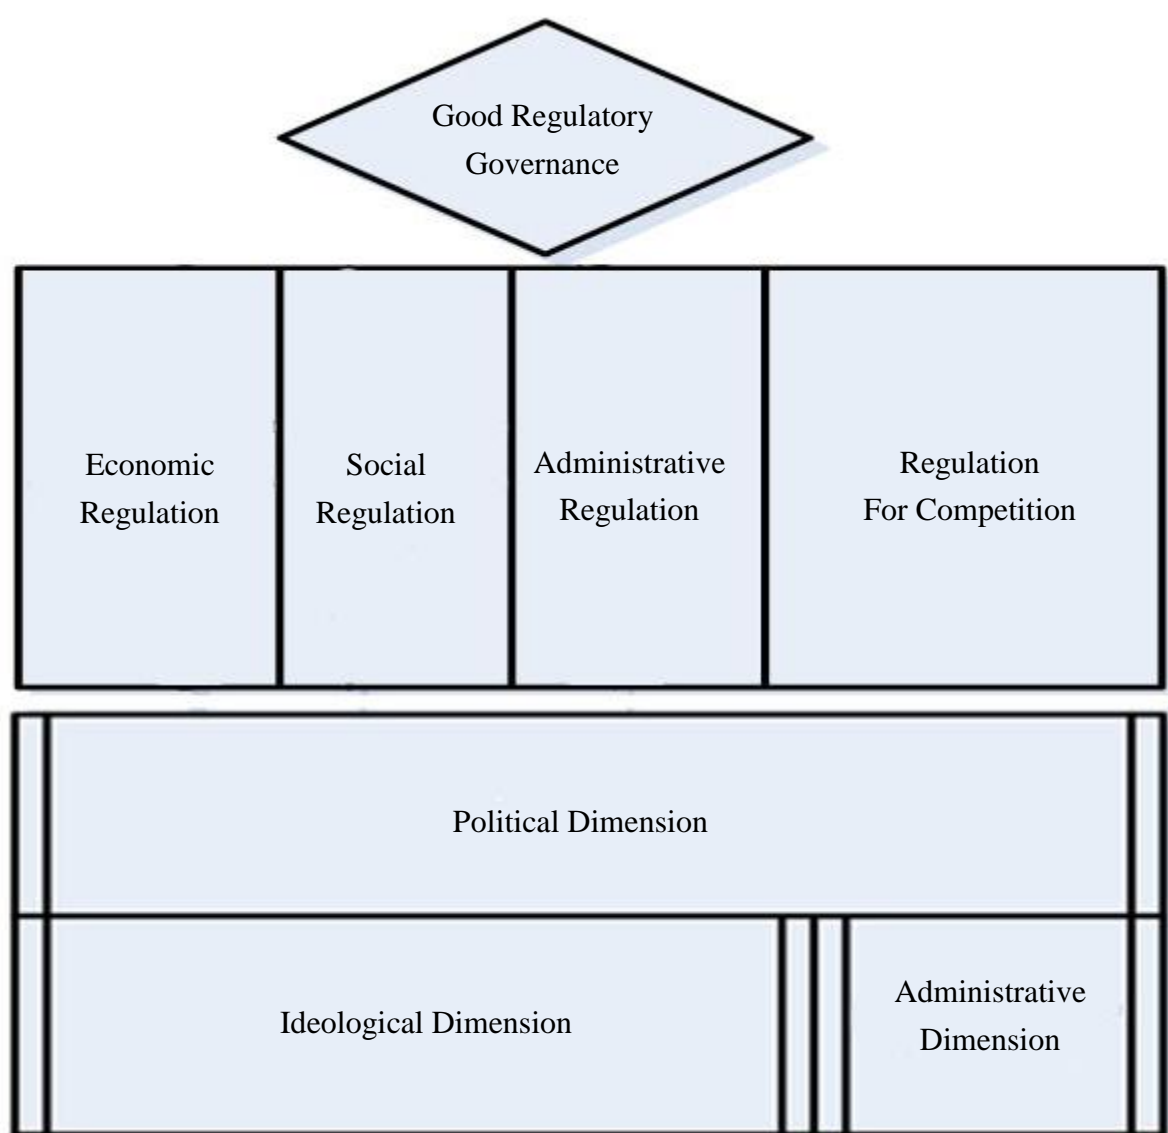 Good Regulatory
Governance
Economic
Regulation
Social
Regulation
Administrative
Regulation
Regulation
For Competition
Political Dimension
Ideological Dimension
Administrative
Dimension